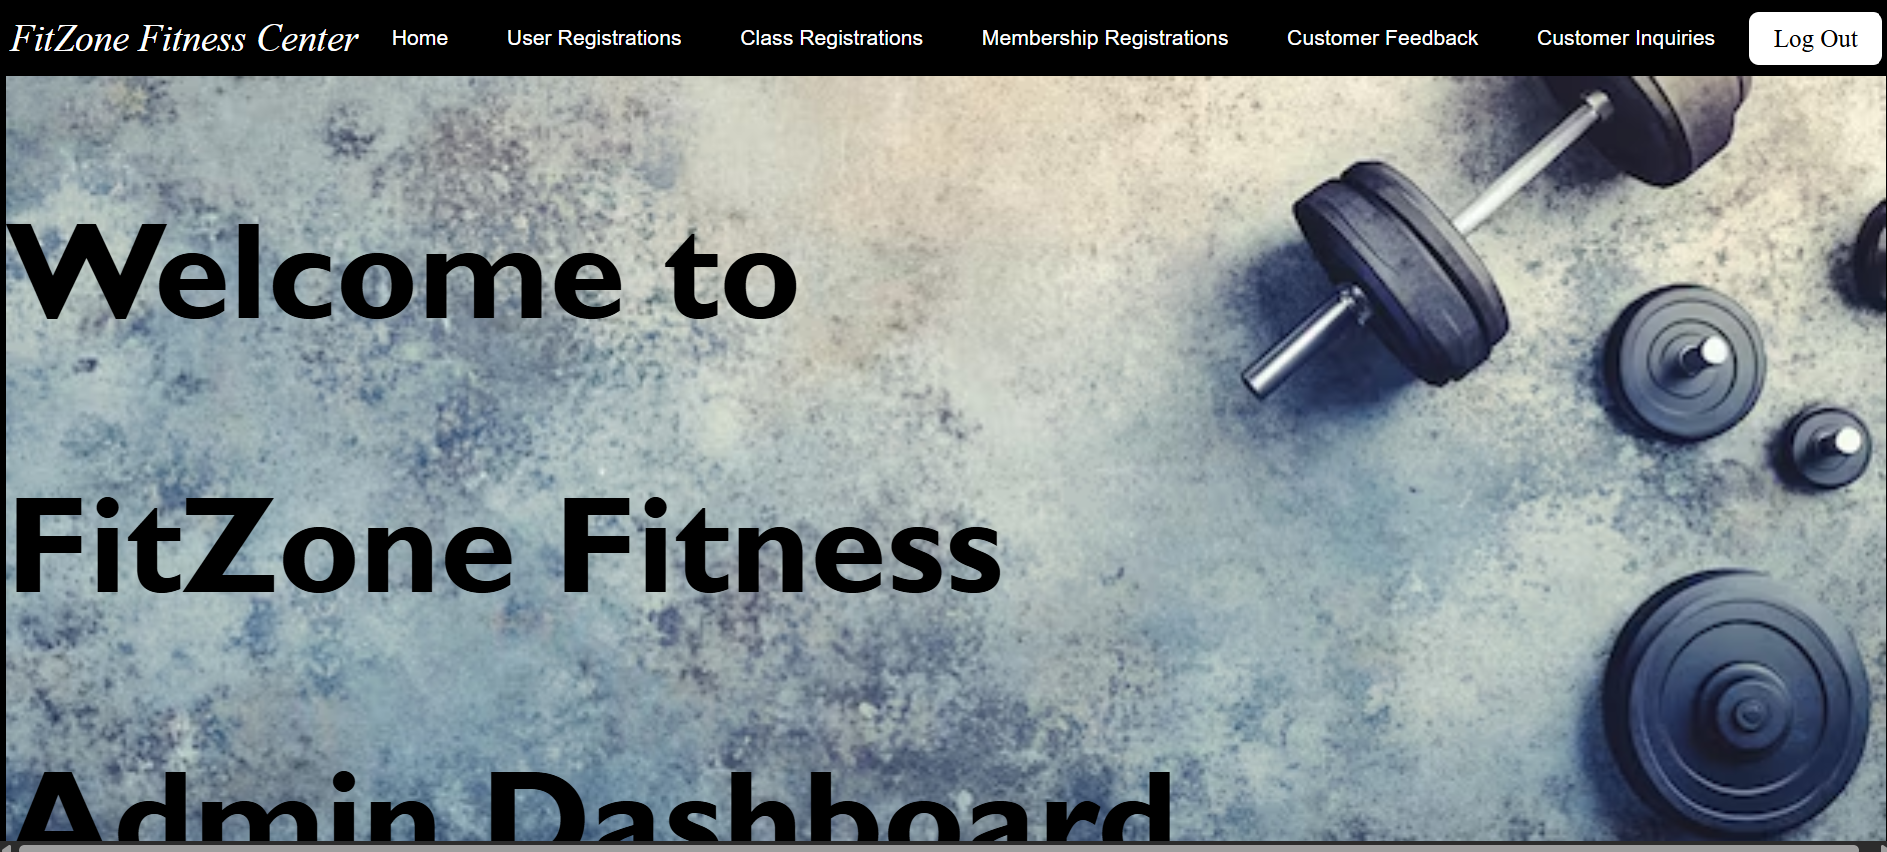 FitZone Fitness Center Home User Registrations Class Registrations Membership Registrations Customer Feedback Customer Inquiries Log Out
Welcome to
FitZone Fitness
Admin Dashboard